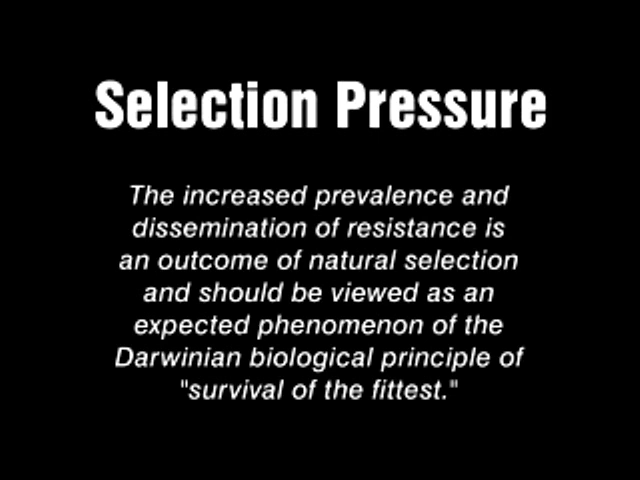 Selection Pressure
The increased prevalence and
dissemination of resistance is
an outcome of natural selection
and should be viewed as an
expected phenomenon of the
Darwinian biological principle of
"survival of the fittest."